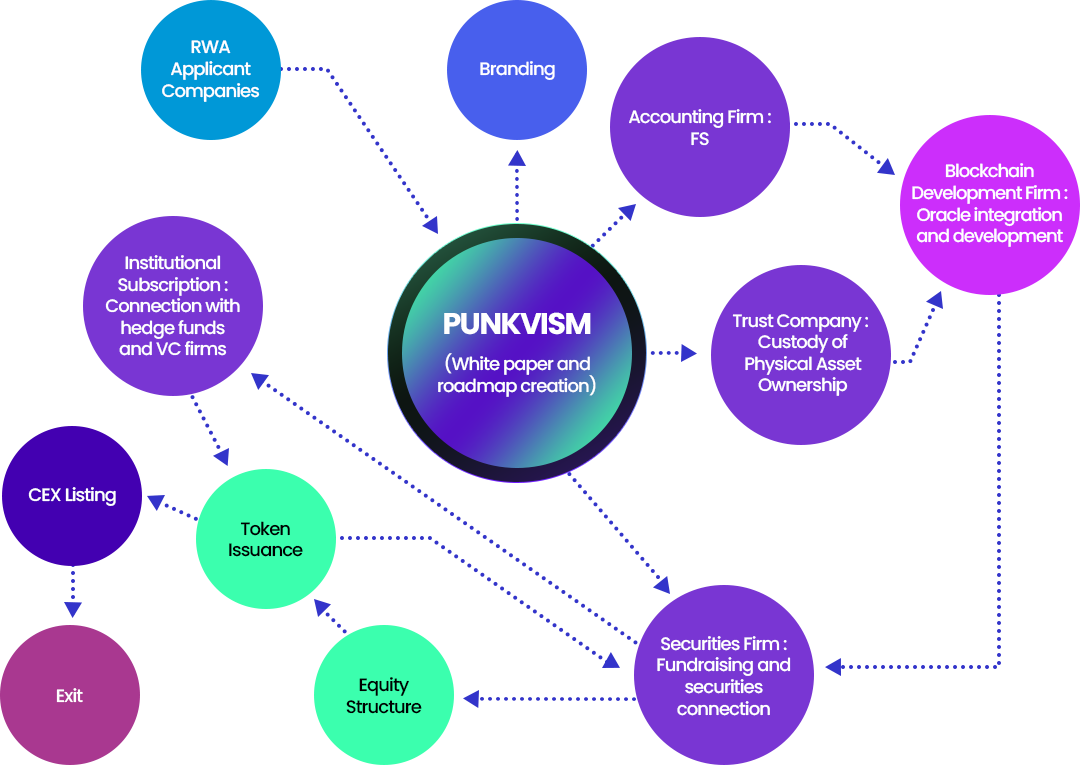 RWA
Applicant
Companies
Branding
Accounting Firm :
FS
Blockchain
Development Firm :
Oracle integration
and development
Institutional
Subscription :
Connection with
hedge funds
and VC firms
PUNKVISM
(White paper and
roadmap creation)
Trust Company :
Custody of
Physical Asset
Ownership
CEX Listing
Token
Issuance
Securities Firm :
Fundraising and
securities
connection
Equity
Structure
Exit